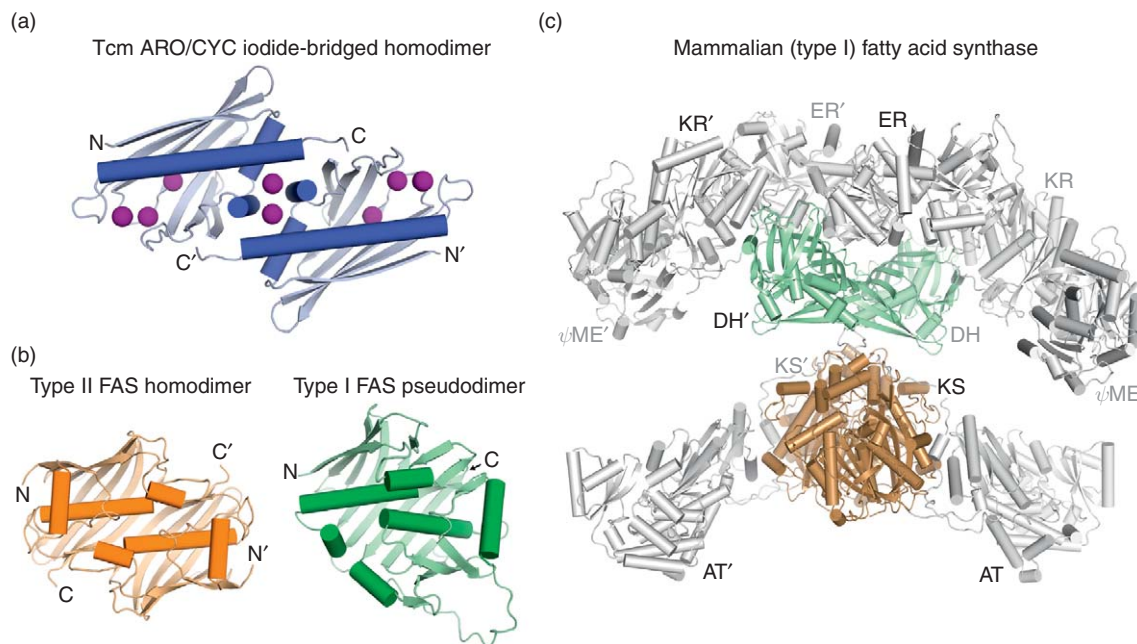 (a)
Tcm ARO/CYC iodide-bridged homodimer
N
C
C′
N′
(b)
Type II FAS homodimer
Type I FAS pseudodimer
N
C′
N′
C
N
C
(c)
Mammalian (type I) fatty acid synthase
KR′
ER′
ER
KR
ψME′
DH′
DH
ψME
KS′
KS
AT′
AT